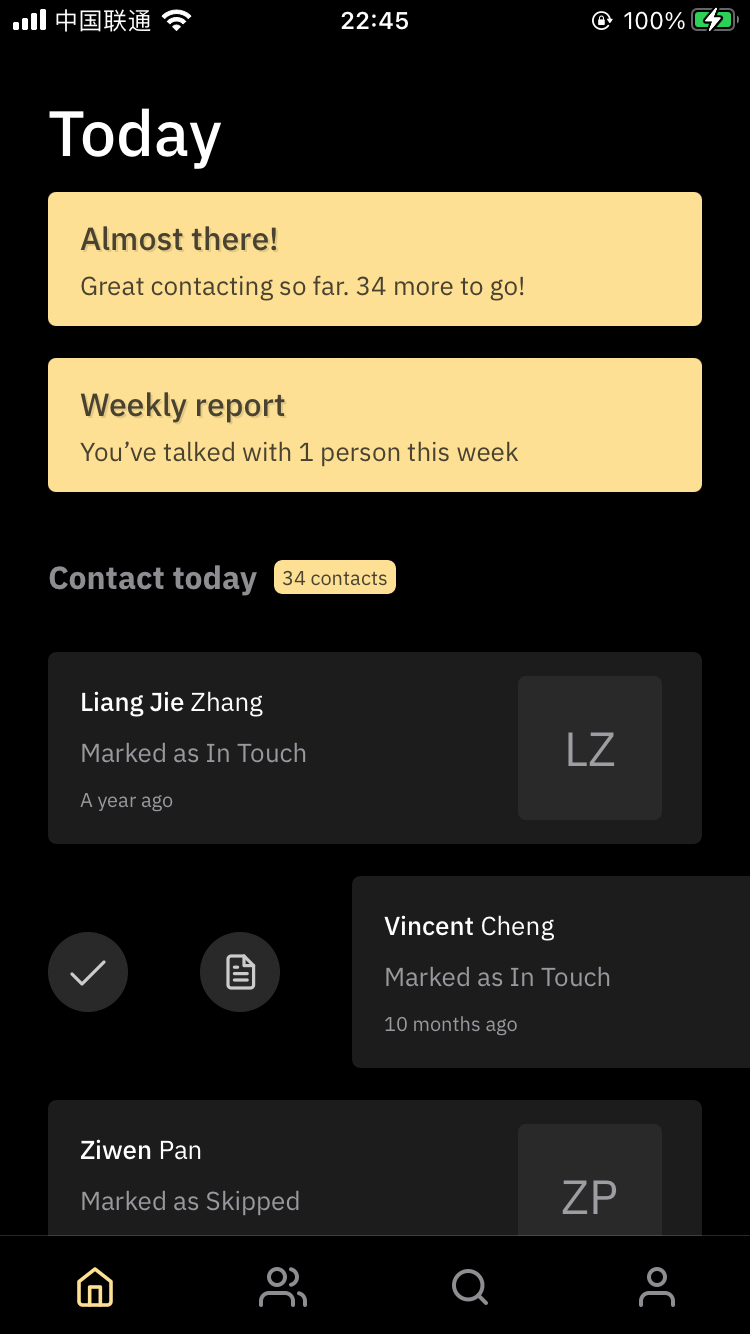 中国联通 22:45 100%
Today
Almost there!
Great contacting so far. 34 more to go!
Weekly report
You’ve talked with 1 person this week
Contact today 34 contacts
Liang Jie Zhang
Marked as In Touch
A year ago
LZ
Vincent Cheng
Marked as In Touch
10 months ago
Ziwen Pan
Marked as Skipped
ZP